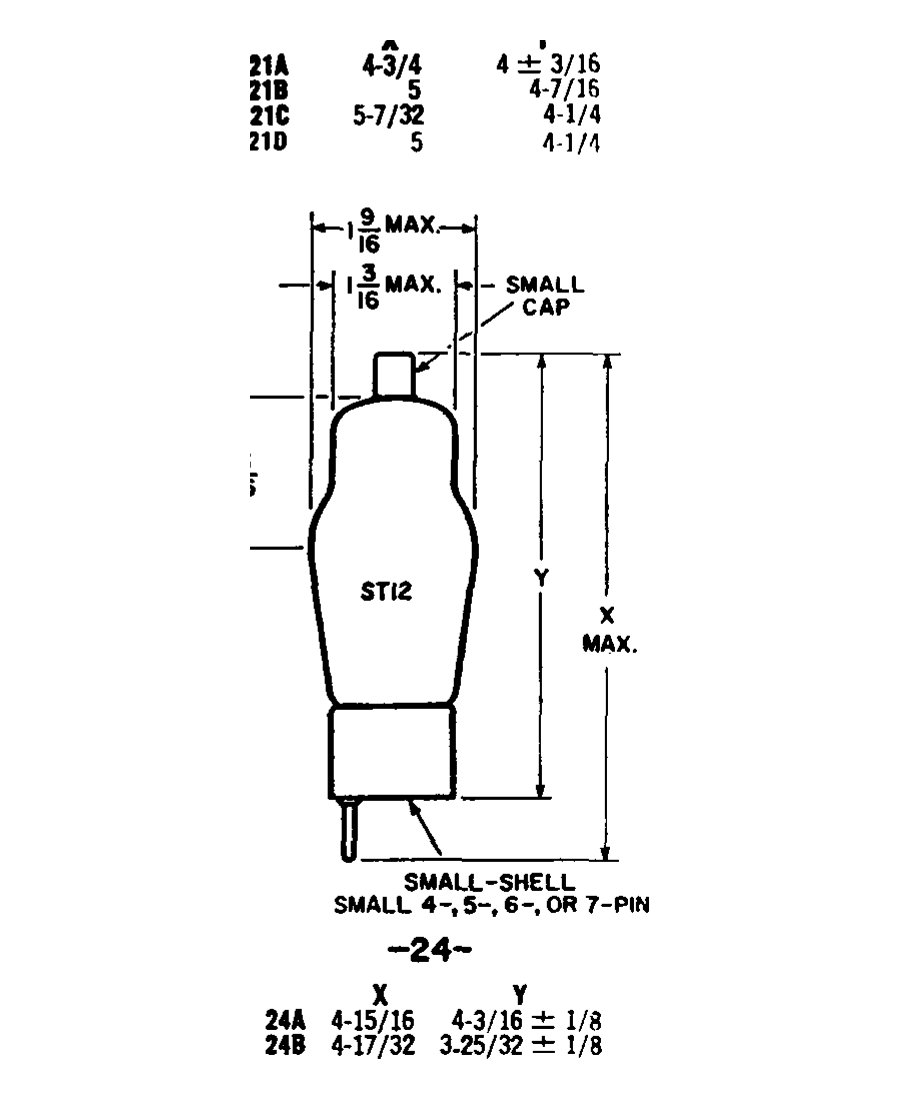 21A 4-3/4 4 ± 3/16
21B 5 4-7/16
21C 5-7/32 4-1/4
21D 5 4-1/4
1 9/16 MAX.
1 3/16 MAX.
SMALL
CAP
Y
X
MAX.
ST12
SMALL-SHELL
SMALL 4-, 5-, 6-, OR 7-PIN
-24-
X Y
24A 4-15/16 4-3/16 ± 1/8
24B 4-17/32 3-25/32 ± 1/8